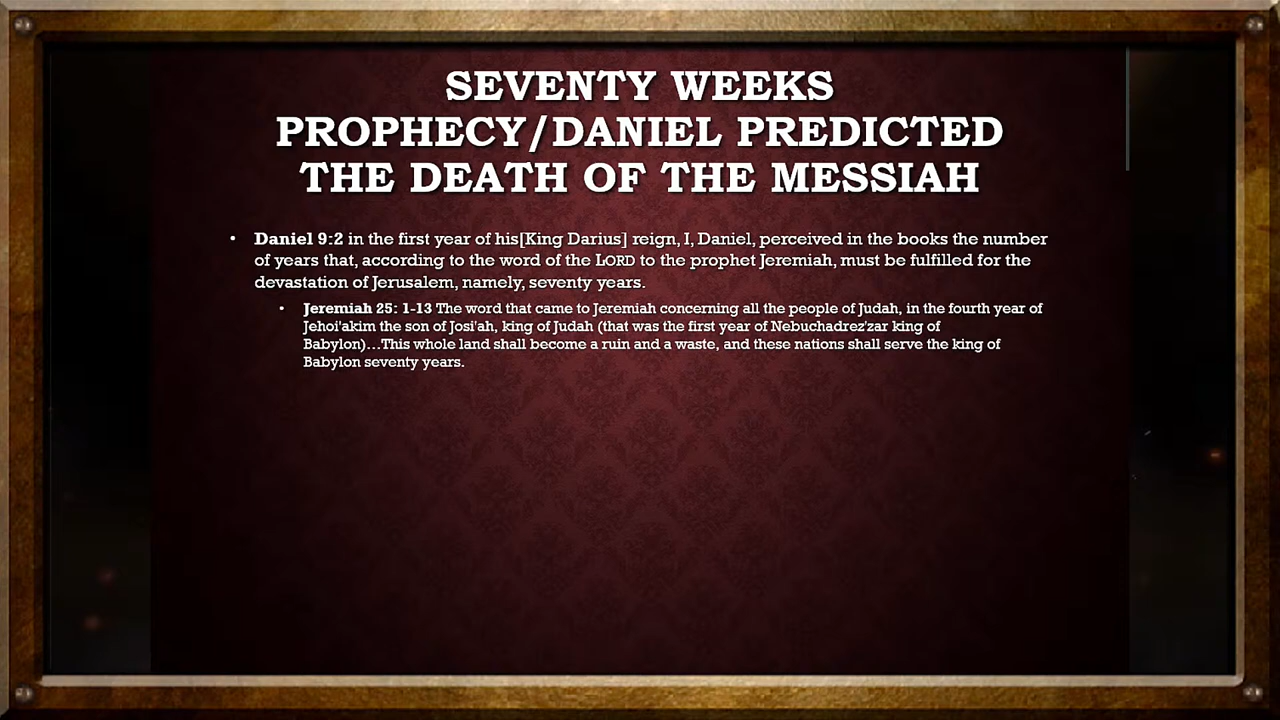 SEVENTY WEEKS
PROPHECY/DANIEL PREDICTED
THE DEATH OF THE MESSIAH
• Daniel 9:2 in the first year of his[King Darius] reign, I, Daniel, perceived in the books the number
of years that, according to the word of the LORD to the prophet Jeremiah, must be fulfilled for the
devastation of Jerusalem, namely, seventy years.
• Jeremiah 25: 1-13 The word that came to Jeremiah concerning all the people of Judah, in the fourth year of
Jehoi'akim the son of Josi'ah, king of Judah (that was the first year of Nebuchadrez'zar king of
Babylon)…This whole land shall become a ruin and a waste, and these nations shall serve the king of
Babylon seventy years.